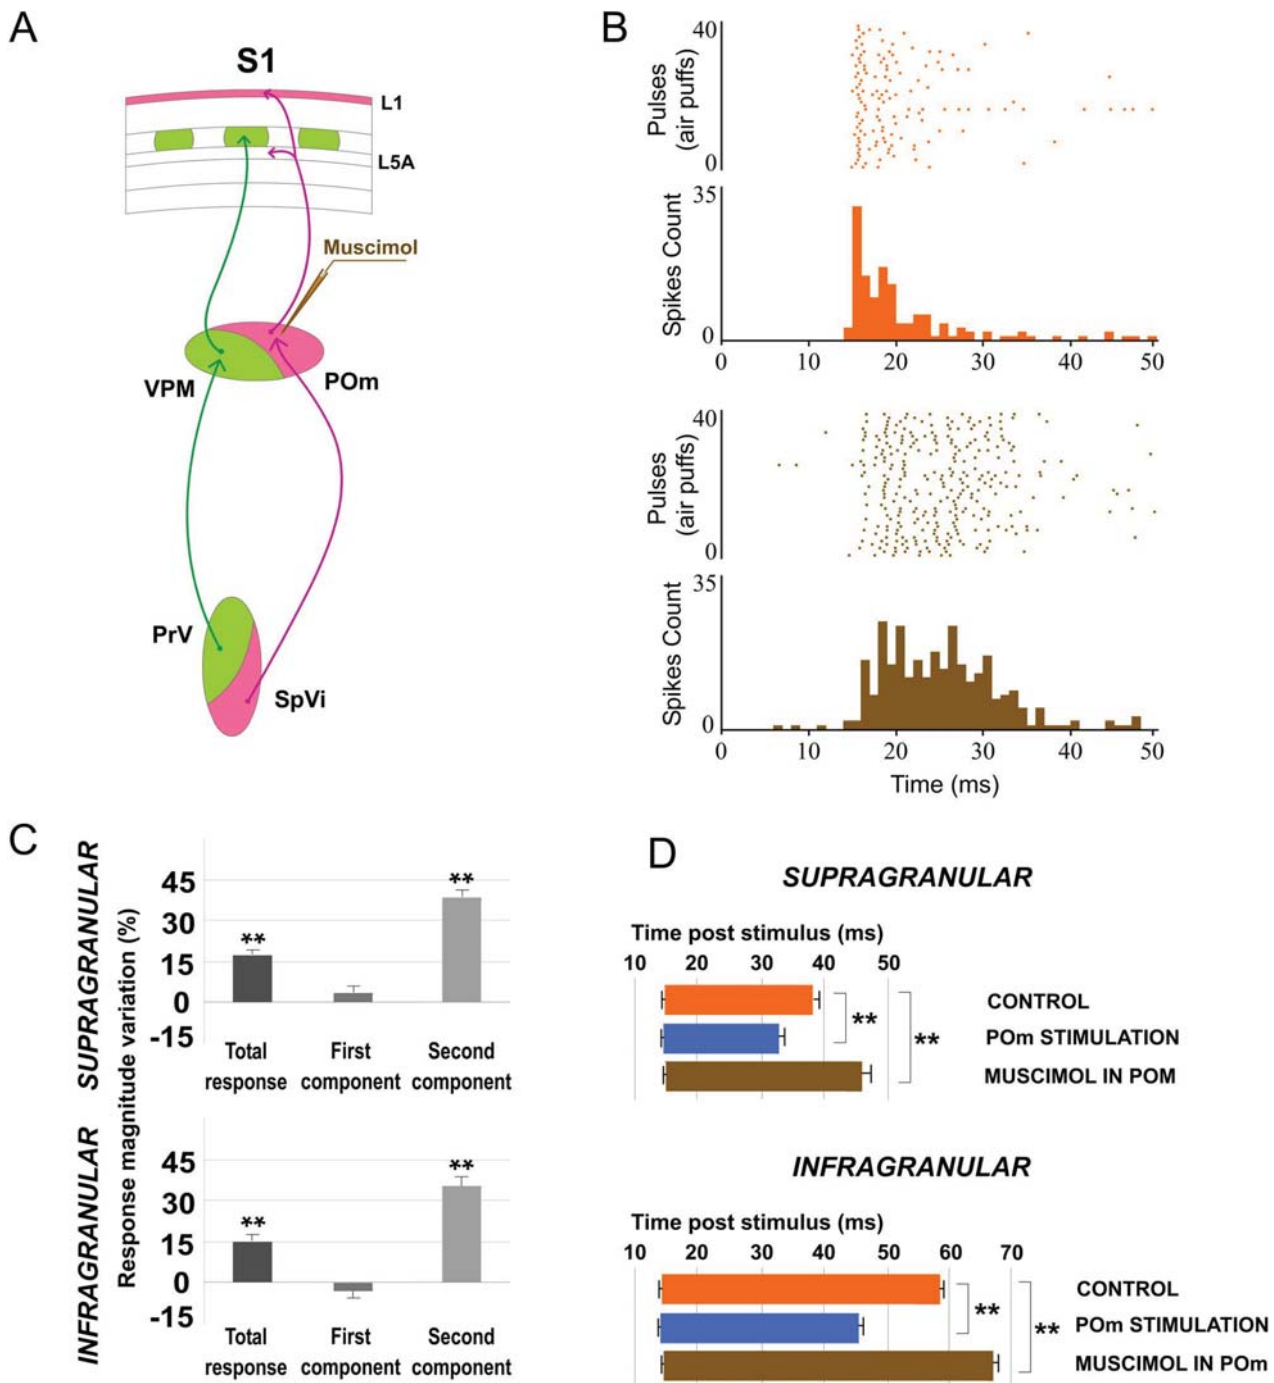 A
S1
L1
L5A
Muscimol
VPM
POm
PrV
SpVi
B
Pulses
(air puffs)
40
0
Spikes Count
35
0
0 10 20 30 40 50
Pulses
(air puffs)
40
0
Spikes Count
35
0
0 10 20 30 40 50
Time (ms)
C
SUPRAGRANULAR
INFRAGRANULAR
Response magnitude variation (%)
45
30
15
0
-15
**
**
Total
response
First
component
Second
component
45
30
15
0
-15
**
**
Total
response
First
component
Second
component
D
SUPRAGRANULAR
Time post stimulus (ms)
10 20 30 40 50
CONTROL
POm STIMULATION
MUSCIMOL IN POM
**
**
INFRAGRANULAR
Time post stimulus (ms)
10 20 30 40 50 60 70
CONTROL
POm STIMULATION
MUSCIMOL IN POm
**
**